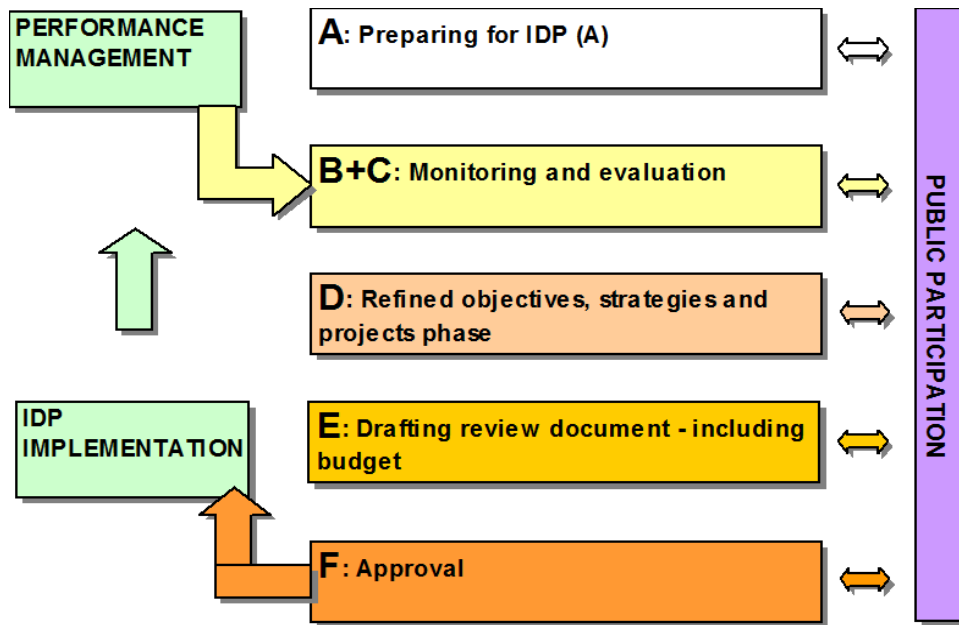 PERFORMANCE
MANAGEMENT
A: Preparing for IDP (A)
B+C: Monitoring and evaluation
D: Refined objectives, strategies and
projects phase
IDP
IMPLEMENTATION
E: Drafting review document - including
budget
F: Approval
PUBLIC PARTICIPATION